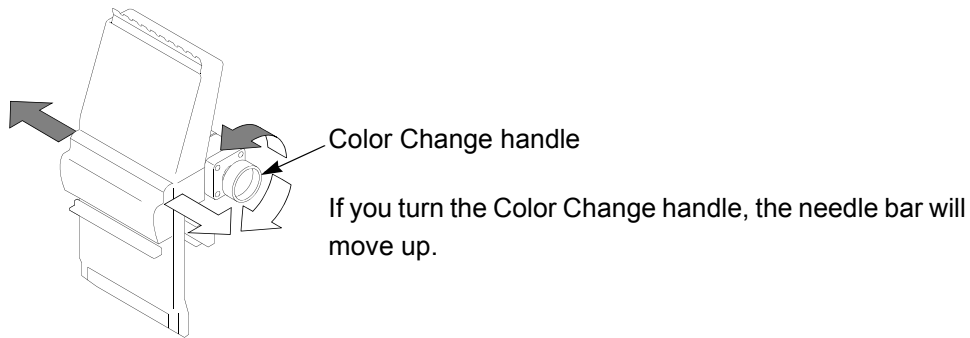 Color Change handle
If you turn the Color Change handle, the needle bar will
move up.